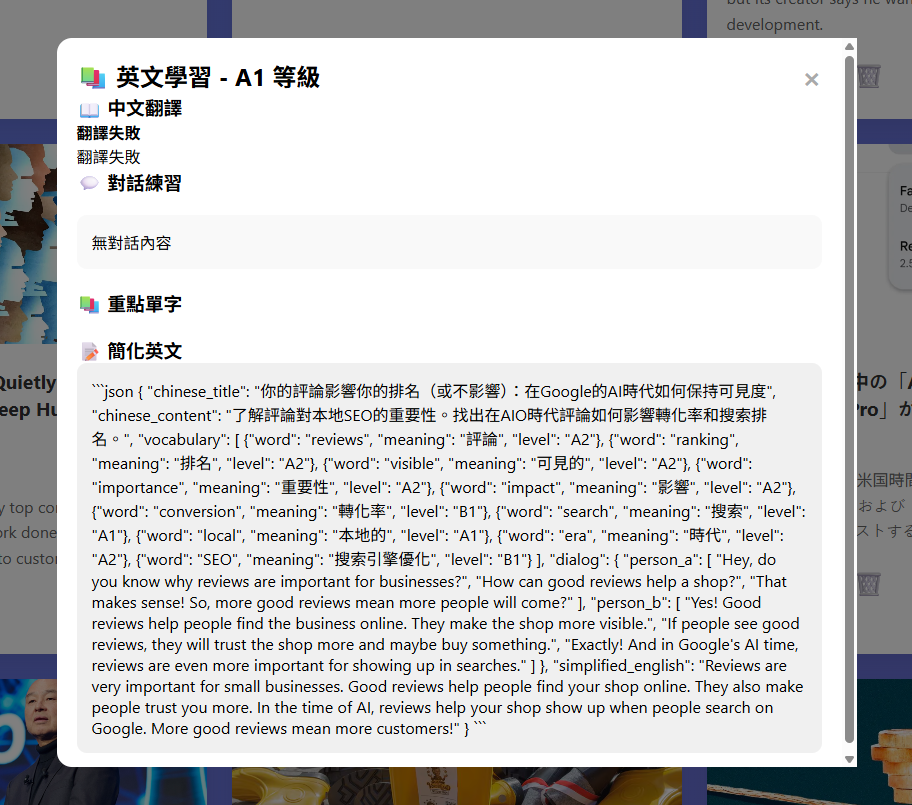 but its creator says he wan
development.
📚 英文學習 - A1 等級
×
📖 中文翻譯
翻譯失敗
翻譯失敗
💬 對話練習
無對話內容
📚 重點單字
📝 簡化英文
```json { "chinese_title": "你的評論影響你的排名（或不影響）：在Google的AI時代如何保持可見度",
"chinese_content": "了解評論對本地SEO的重要性。找出在AIO時代評論如何影響轉化率和搜索排
名。", "vocabulary": [ {"word": "reviews", "meaning": "評論", "level": "A2"}, {"word": "ranking",
"meaning": "排名", "level": "A2"}, {"word": "visible", "meaning": "可見的", "level": "A2"}, {"word":
"importance", "meaning": "重要性", "level": "A2"}, {"word": "impact", "meaning": "影響", "level": "A2"},
{"word": "conversion", "meaning": "轉化率", "level": "B1"}, {"word": "search", "meaning": "搜索", "level":
"A1"}, {"word": "local", "meaning": "本地的", "level": "A1"}, {"word": "era", "meaning": "時代", "level":
"A2"}, {"word": "SEO", "meaning": "搜索引擎優化", "level": "B1"} ], "dialog": { "person_a": [ "Hey, do
you know why reviews are important for businesses?", "How can good reviews help a shop?", "That
makes sense! So, more good reviews mean more people will come?" ], "person_b": [ "Yes! Good
reviews help people find the business online. They make the shop more visible.", "If people see good
reviews, they will trust the shop more and maybe buy something.", "Exactly! And in Google's AI time,
reviews are even more important for showing up in searches." ] }, "simplified_english": "Reviews are
very important for small businesses. Good reviews help people find your shop online. They also make
people trust you more. In the time of AI, reviews help your shop show up when people search on
Google. More good reviews mean more customers!" } ```
Quietly
eep Hu
y top co
ork done
to custo
Fa
De
Re
2.5
中の「
Pro」か
米国時間
および
ストする